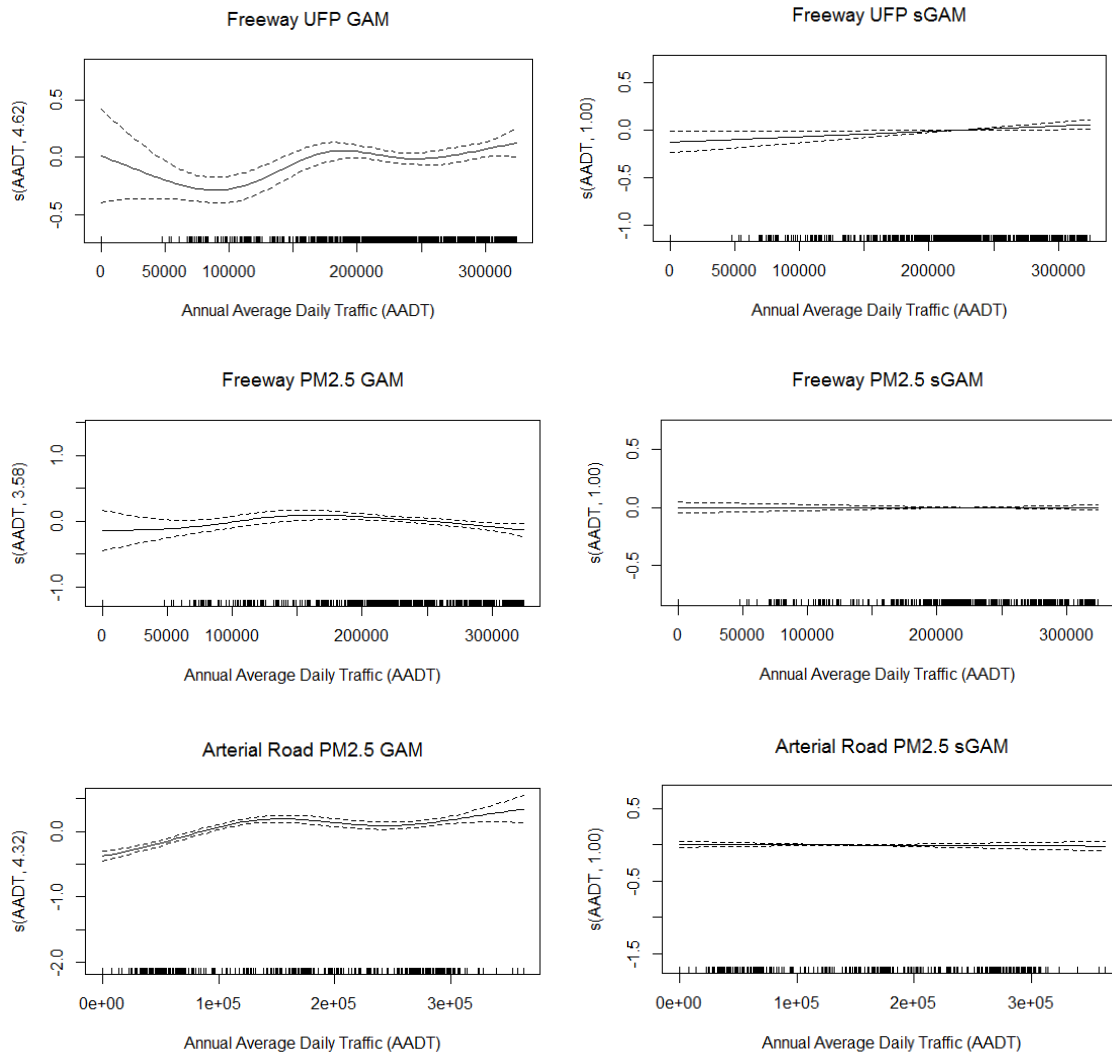 Freeway UFP GAM
s(AADT, 4.62)
0.5
0.0
-0.5
0 50000 100000 200000 300000
Annual Average Daily Traffic (AADT)
Freeway UFP sGAM
s(AADT, 1.00)
0.5
0.0
-0.5
-1.0
0 50000 100000 200000 300000
Annual Average Daily Traffic (AADT)
Freeway PM2.5 GAM
s(AADT, 3.58)
1.0
0.0
-1.0
0 50000 100000 200000 300000
Annual Average Daily Traffic (AADT)
Freeway PM2.5 sGAM
s(AADT, 1.00)
0.5
0.0
-0.5
0 50000 100000 200000 300000
Annual Average Daily Traffic (AADT)
Arterial Road PM2.5 GAM
s(AADT, 4.32)
0.0
-1.0
-2.0
0e+00 1e+05 2e+05 3e+05
Annual Average Daily Traffic (AADT)
Arterial Road PM2.5 sGAM
s(AADT, 1.00)
0.5
-0.5
-1.5
0e+00 1e+05 2e+05 3e+05
Annual Average Daily Traffic (AADT)